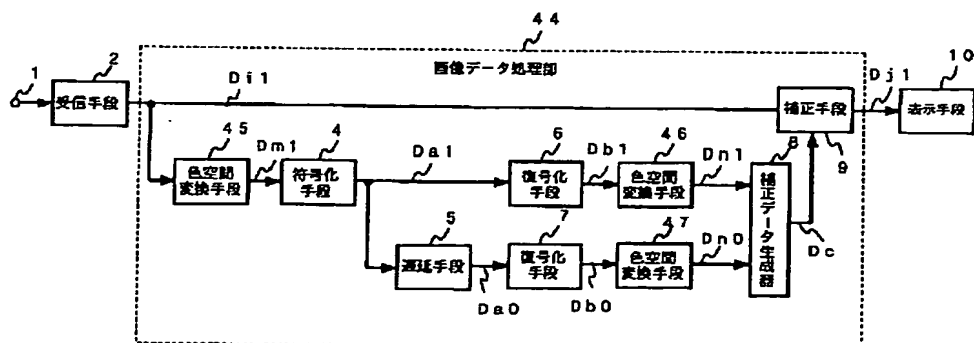 44
画像データ処理部
1
2
受信手段
Di1
補正手段
9
Dj1
10
表示手段
45
色空間
変換手段
Dm1
4
符号化
手段
Da1
6
復号化
手段
Db1
46
色空間
変換手段
Dn1
8
補正データ生成器
Dc
5
遅延手段
Da0
7
復号化
手段
Db0
47
色空間
変換手段
Dn0